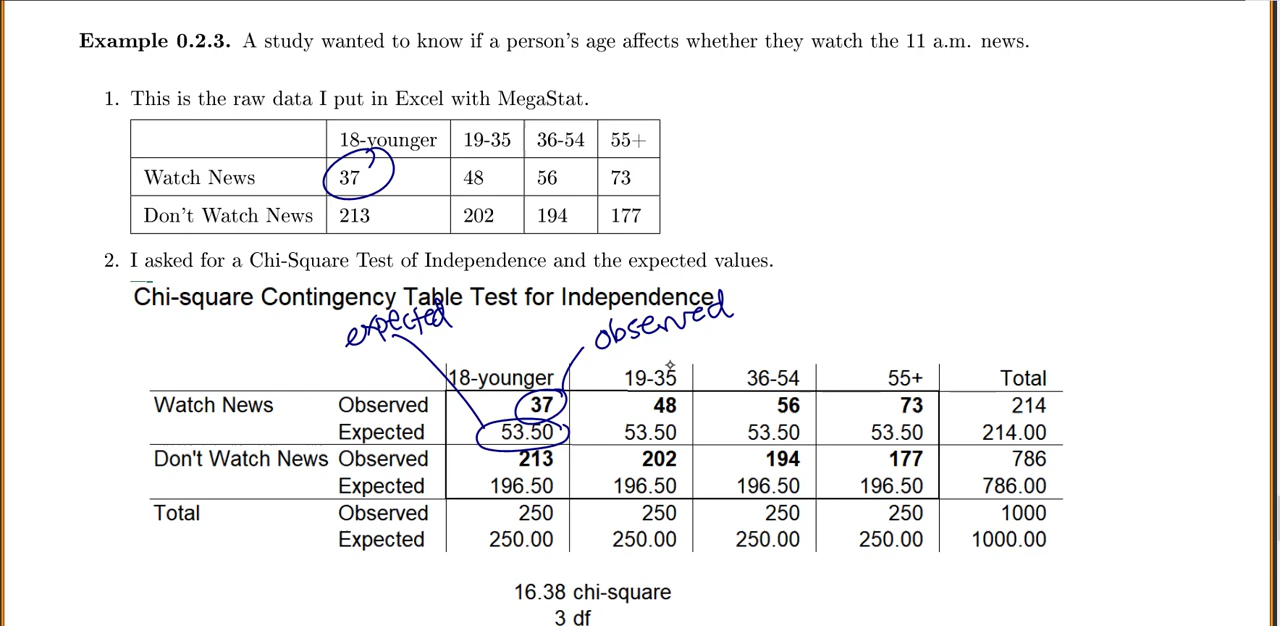 Example 0.2.3. A study wanted to know if a person's age affects whether they watch the 11 a.m. news.
1. This is the raw data I put in Excel with MegaStat.
18-younger 19-35 36-54 55+
Watch News 37 48 56 73
Don't Watch News 213 202 194 177
2. I asked for a Chi-Square Test of Independence and the expected values.
Chi-square Contingency Table Test for Independence
expected observed
18-younger 19-35 36-54 55+ Total
Watch News Observed 37 48 56 73 214
Expected 53.50 53.50 53.50 53.50 214.00
Don't Watch News Observed 213 202 194 177 786
Expected 196.50 196.50 196.50 196.50 786.00
Total Observed 250 250 250 250 1000
Expected 250.00 250.00 250.00 250.00 1000.00
16.38 chi-square
3 df